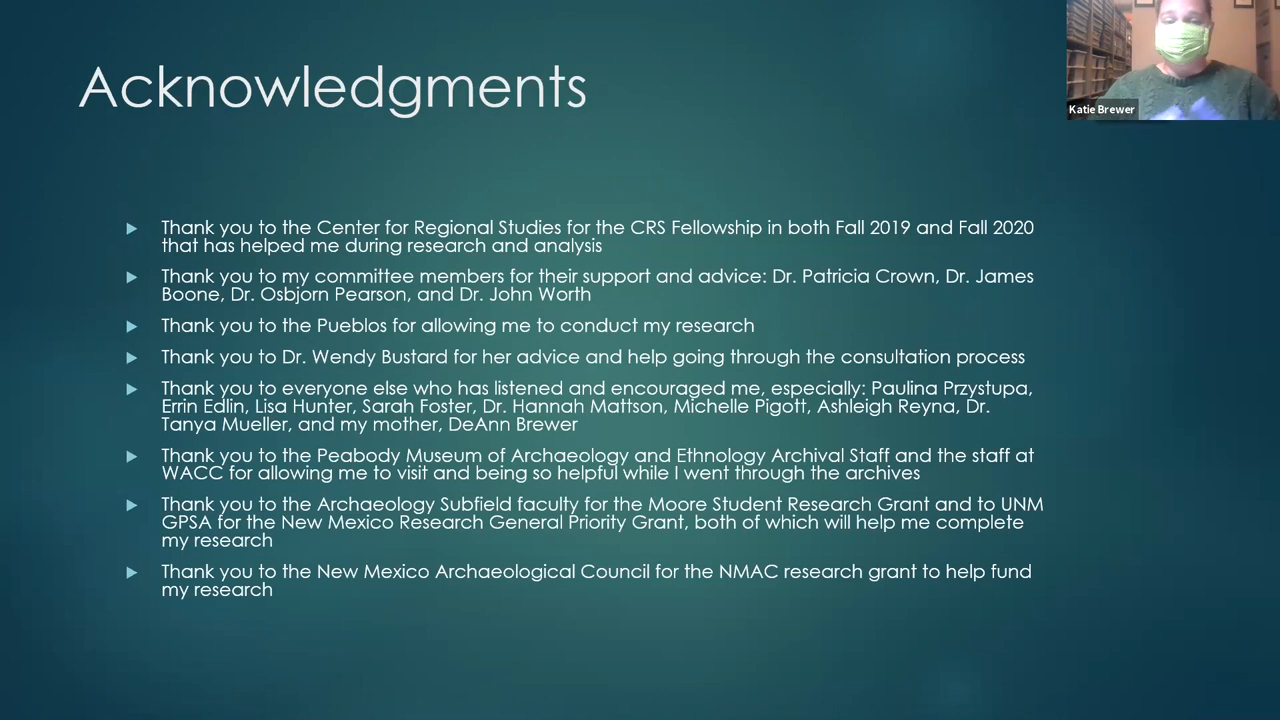 Acknowledgments
Katie Brewer
Thank you to the Center for Regional Studies for the CRS Fellowship in both Fall 2019 and Fall 2020
that has helped me during research and analysis
Thank you to my committee members for their support and advice: Dr. Patricia Crown, Dr. James
Boone, Dr. Osbjorn Pearson, and Dr. John Worth
Thank you to the Pueblos for allowing me to conduct my research
Thank you to Dr. Wendy Bustard for her advice and help going through the consultation process
Thank you to everyone else who has listened and encouraged me, especially: Paulina Przystupa,
Errin Edlin, Lisa Hunter, Sarah Foster, Dr. Hannah Mattson, Michelle Pigott, Ashleigh Reyna, Dr.
Tanya Mueller, and my mother, DeAnn Brewer
Thank you to the Peabody Museum of Archaeology and Ethnology Archival Staff and the staff at
WACC for allowing me to visit and being so helpful while I went through the archives
Thank you to the Archaeology Subfield faculty for the Moore Student Research Grant and to UNM
GPSA for the New Mexico Research General Priority Grant, both of which will help me complete
my research
Thank you to the New Mexico Archaeological Council for the NMAC research grant to help fund
my research